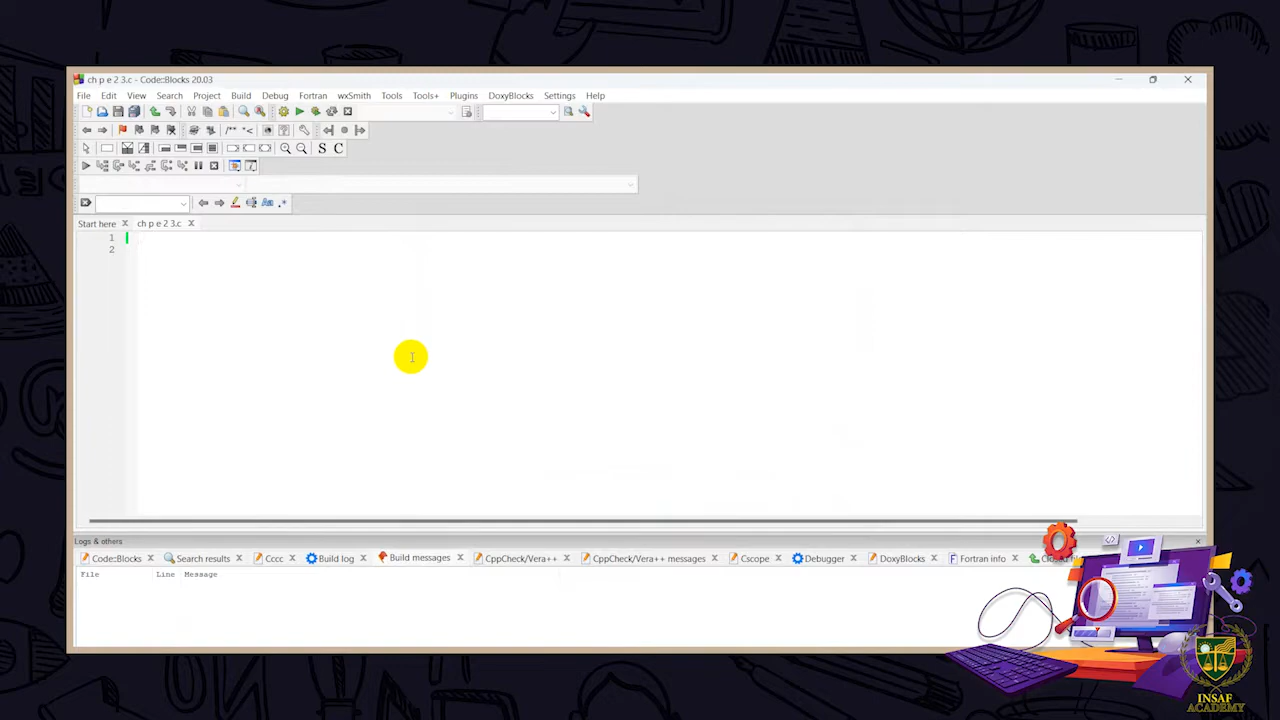 ch p e 2 3.c - Code::Blocks 20.03
File Edit View Search Project Build Debug Fortran wxSmith Tools Tools+ Plugins DoxyBlocks Settings Help
S C
Start here ch p e 2 3.c
1
2
Logs & others
Code::Blocks Search results Cccc Build log Build messages CppCheck/Vera++ CppCheck/Vera++ messages Cscope Debugger DoxyBlocks Fortran info
File Line Message
INSAF
ACADEMY